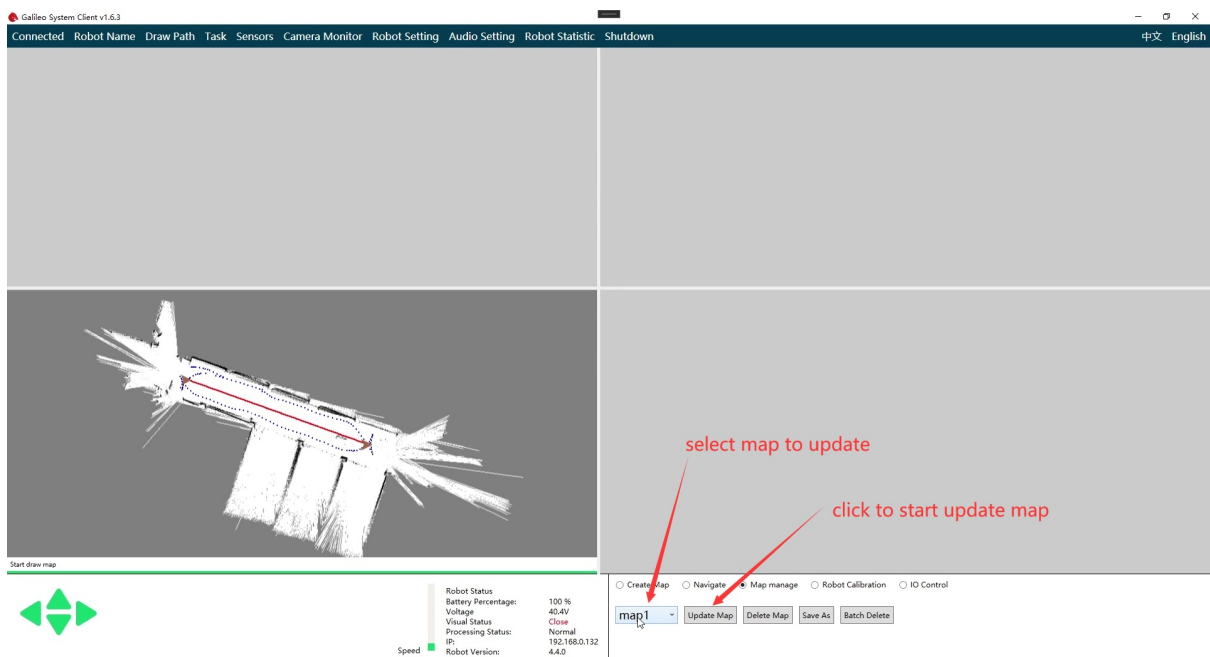 Galileo System Client v1.6.3
Connected Robot Name Draw Path Task Sensors Camera Monitor Robot Setting Audio Setting Robot Statistic Shutdown 中文 English
select map to update
click to start update map
Start draw map
Create Map Navigate Map manage Robot Calibration IO Control
map1 Update Map Delete Map Save As Batch Delete
Robot Status
Battery Percentage: 100 %
Voltage 40.4V
Visual Status Close
Processing Status: Normal
IP: 192.168.0.132
Speed Robot Version: 4.4.0